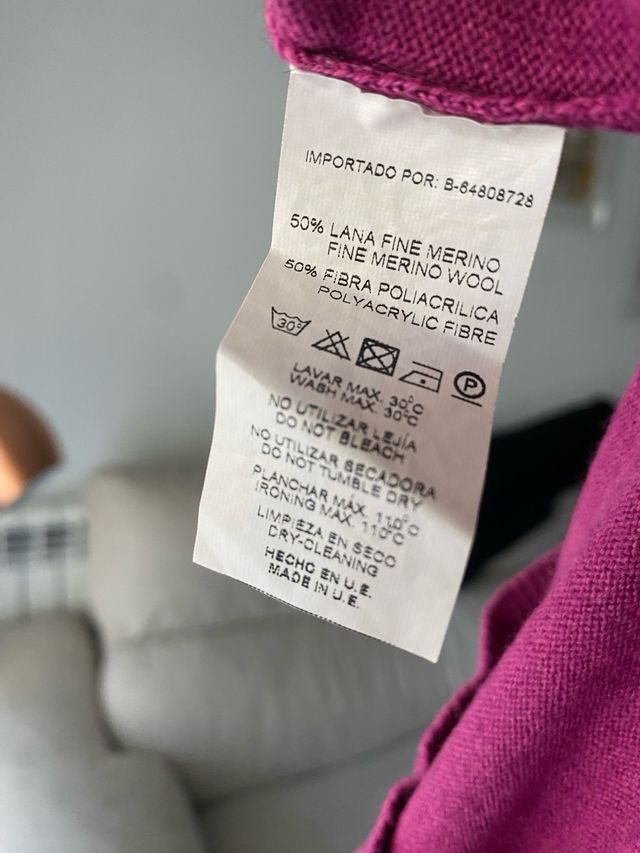 IMPORTADO POR: B-64808728
50% LANA FINE MERINO
FINE MERINO WOOL
50% FIBRA POLIACRILICA
POLYACRYLIC FIBRE
30°
P
LAVAR MAX. 30°C
WASH MAX. 30°C
NO UTILIZAR LEJÍA
DO NOT BLEACH
NO UTILIZAR SECADORA
DO NOT TUMBLE DRY
PLANCHAR MÁX. 110°C
IRONING MAX. 110°C
LIMPIEZA EN SECO
DRY-CLEANING
HECHO EN U.E.
MADE IN U.E.